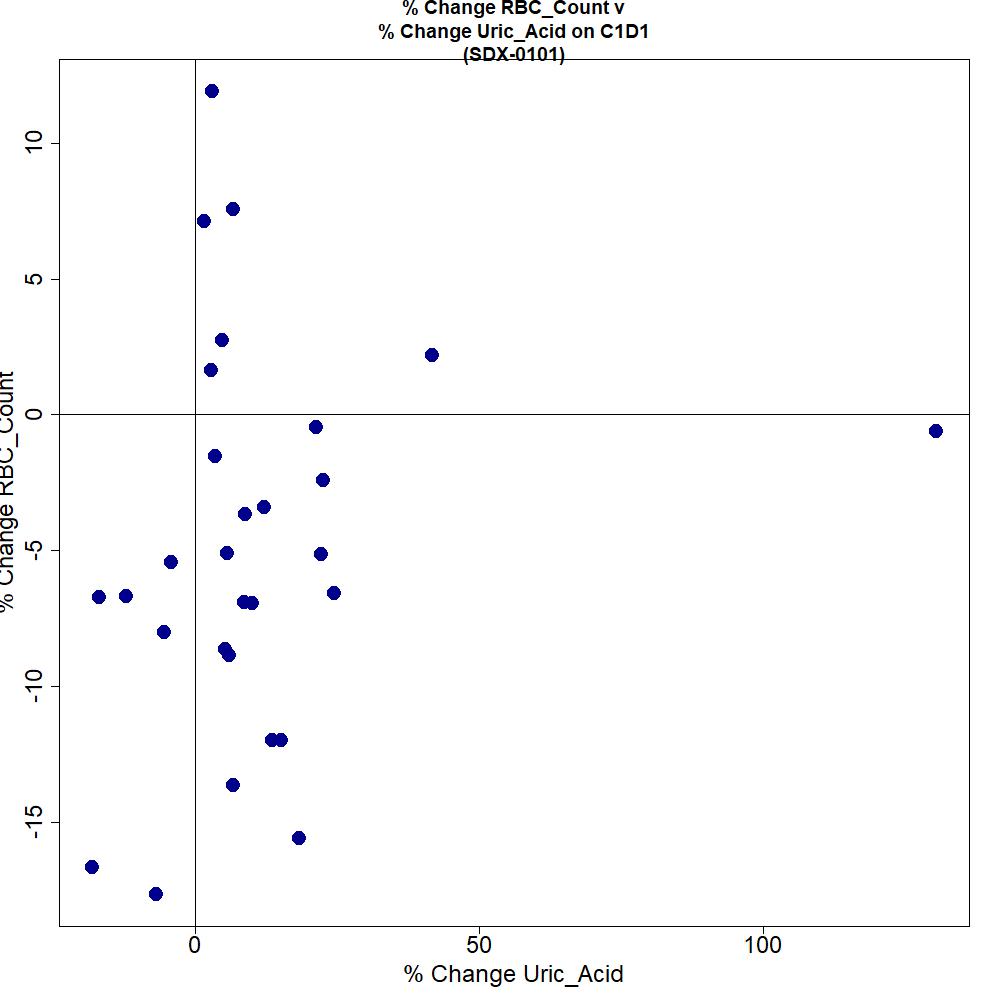 % Change RBC_Count v
% Change Uric_Acid on C1D1
(SDX-0101)
10
5
0
-5
-10
-15
% Change RBC_Count
0
50
100
% Change Uric_Acid